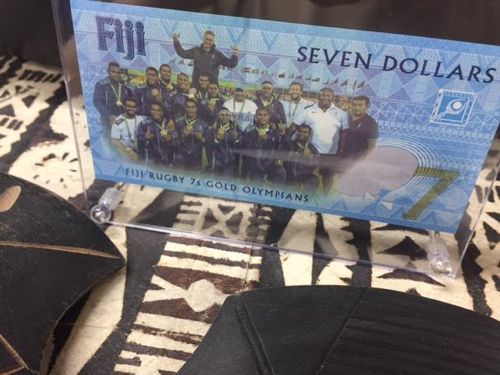 Fiji
SEVEN DOLLARS
FIJI RUGBY 7s GOLD OLYMPIANS
7